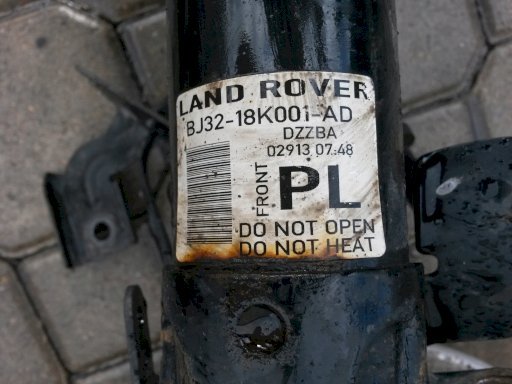 LAND ROVER
BJ32-18K001-AD
DZZBA
02913 07:48
FRONT
PL
DO NOT OPEN
DO NOT HEAT